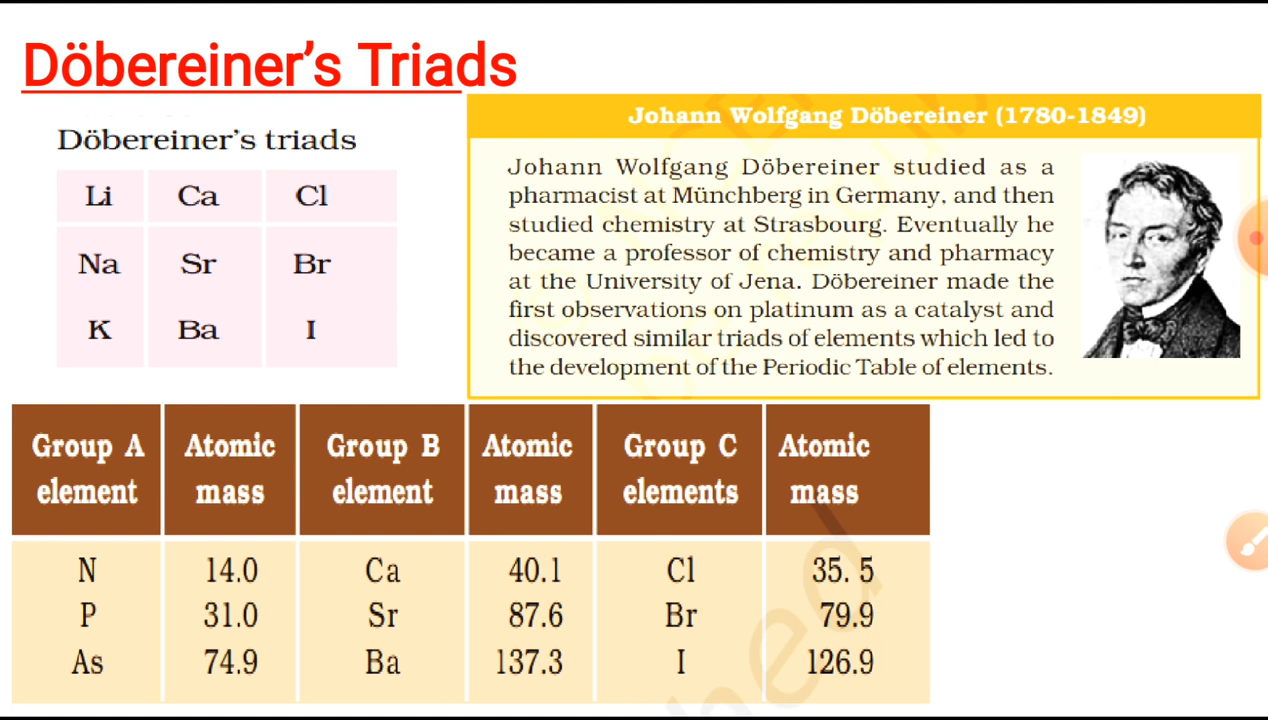 Döbereiner’s Triads
Döbereiner’s triads
Li Ca Cl
Na Sr Br
K Ba I
Johann Wolfgang Döbereiner (1780-1849)
Johann Wolfgang Döbereiner studied as a
pharmacist at Münchberg in Germany, and then
studied chemistry at Strasbourg. Eventually he
became a professor of chemistry and pharmacy
at the University of Jena. Döbereiner made the
first observations on platinum as a catalyst and
discovered similar triads of elements which led to
the development of the Periodic Table of elements.
Group A Atomic Group B Atomic Group C Atomic
element mass element mass elements mass
N 14.0 Ca 40.1 Cl 35. 5
P 31.0 Sr 87.6 Br 79.9
As 74.9 Ba 137.3 I 126.9